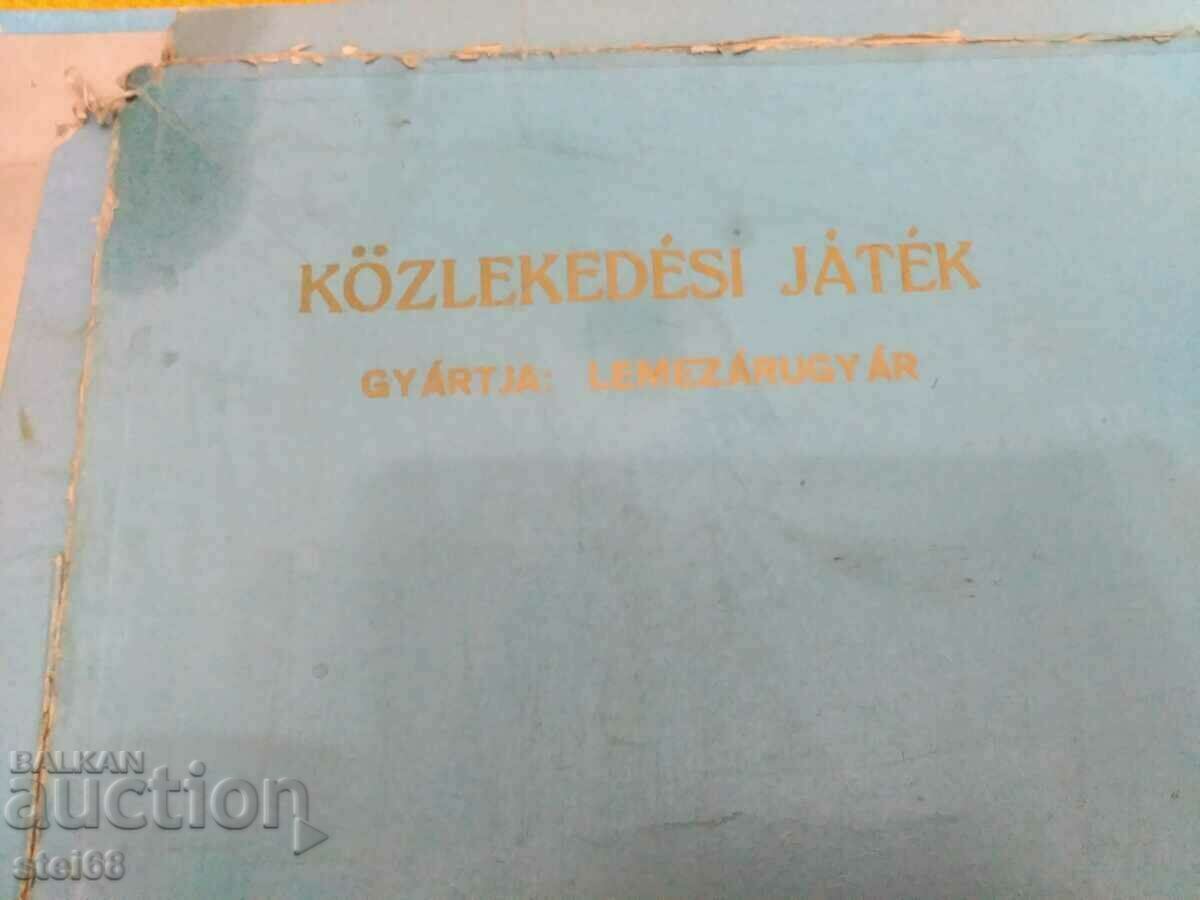 KÖZLEKEDÉSI JÁTÉK
GYÁRTJA: LEMEZÁRUGYÁR
BALKAN
auction
stei68